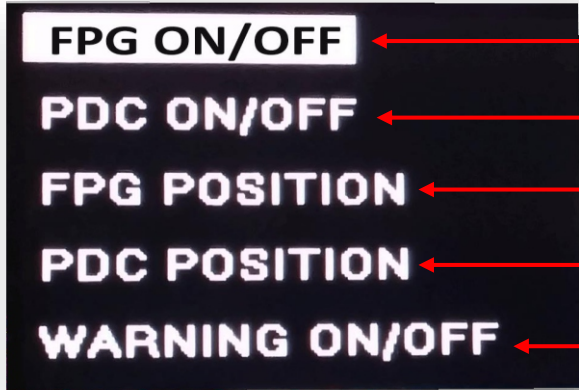 FPG ON/OFF
PDC ON/OFF
FPG POSITION
PDC POSITION
WARNING ON/OFF